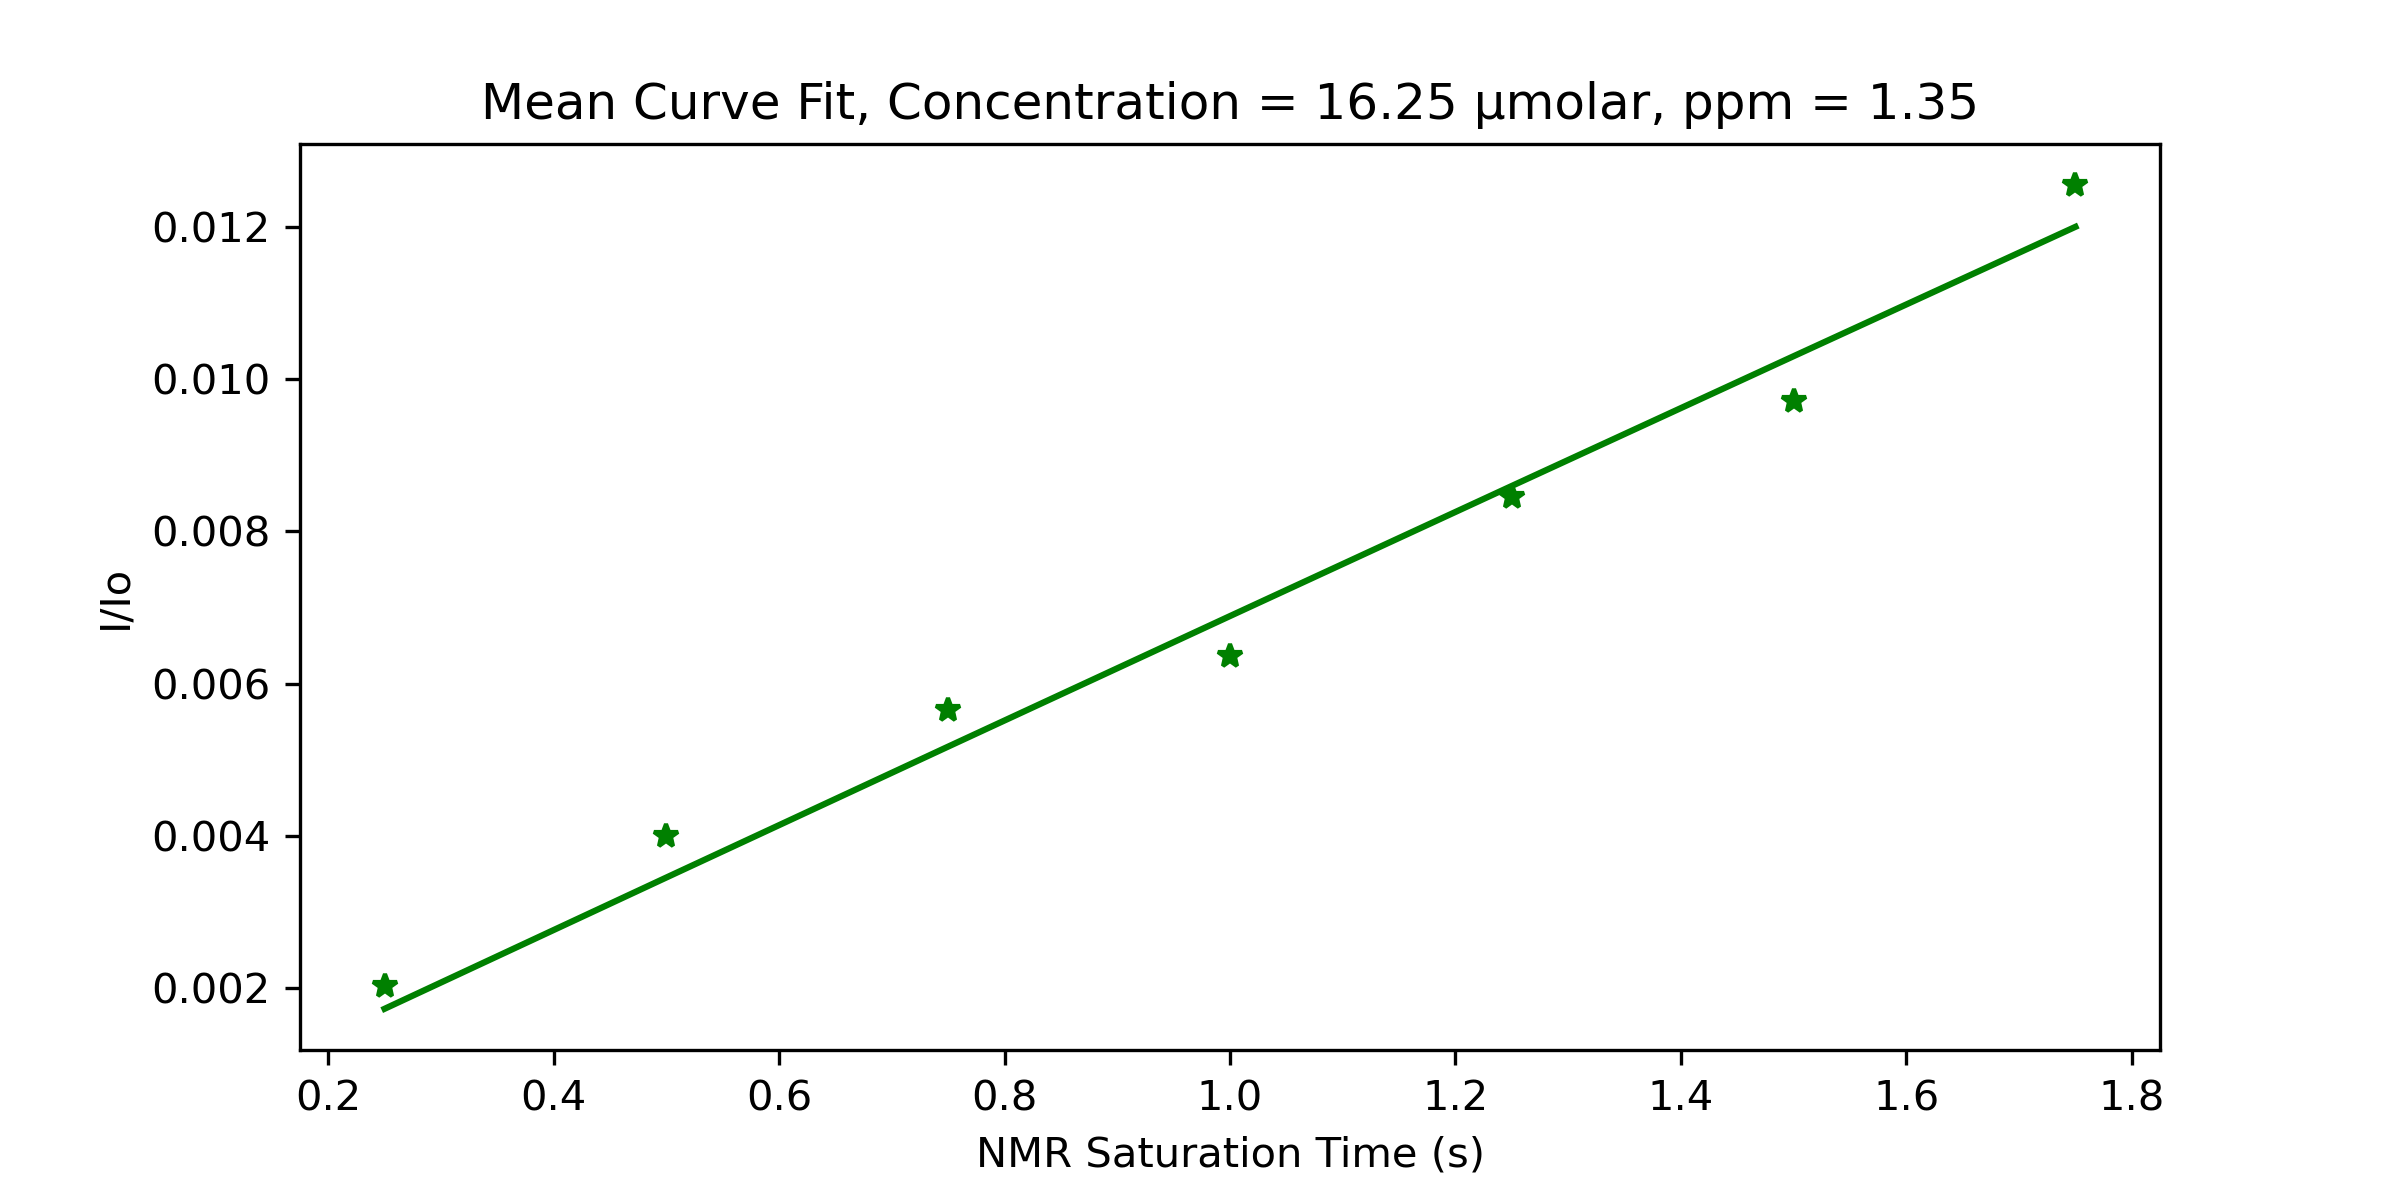 Mean Curve Fit, Concentration = 16.25 µmolar, ppm = 1.35
0.012
0.010
0.008
0.006
0.004
0.002
I/Io
0.2 0.4 0.6 0.8 1.0 1.2 1.4 1.6 1.8
NMR Saturation Time (s)